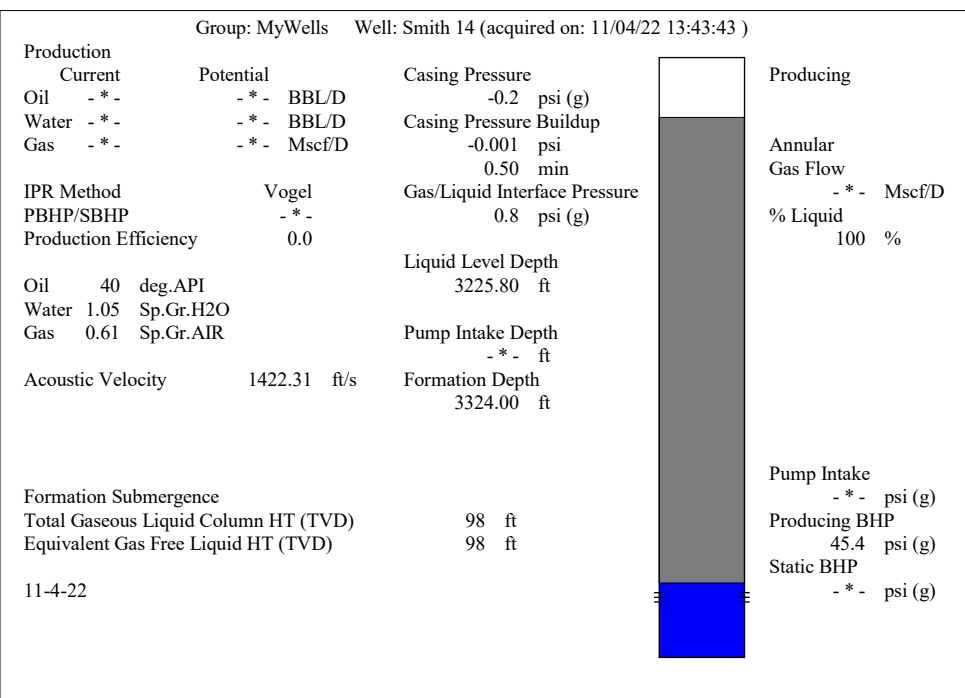 Group: MyWells Well: Smith 14 (acquired on: 11/04/22 13:43:43 )
Production
Current Potential
Oil - * - - * - BBL/D
Water - * - - * - BBL/D
Gas - * - - * - Mscf/D
IPR Method Vogel
PBHP/SBHP - * -
Production Efficiency 0.0
Oil 40 deg.API
Water 1.05 Sp.Gr.H2O
Gas 0.61 Sp.Gr.AIR
Acoustic Velocity 1422.31 ft/s
Formation Submergence
Total Gaseous Liquid Column HT (TVD) 98 ft
Equivalent Gas Free Liquid HT (TVD) 98 ft
11-4-22
Casing Pressure
-0.2 psi (g)
Casing Pressure Buildup
-0.001 psi
0.50 min
Gas/Liquid Interface Pressure
0.8 psi (g)
Liquid Level Depth
3225.80 ft
Pump Intake Depth
- * - ft
Formation Depth
3324.00 ft
Producing
Annular
Gas Flow
- * - Mscf/D
% Liquid
100 %
Pump Intake
- * - psi (g)
Producing BHP
45.4 psi (g)
Static BHP
- * - psi (g)